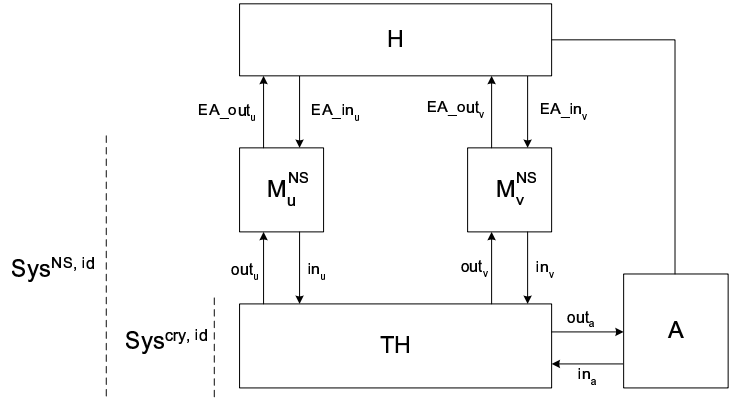 H
EA_out_u EA_in_u EA_out_v EA_in_v
M_u^NS M_v^NS
Sys^NS, id
out_u in_u out_v in_v
Sys^cry, id
TH
out_a
A
in_a